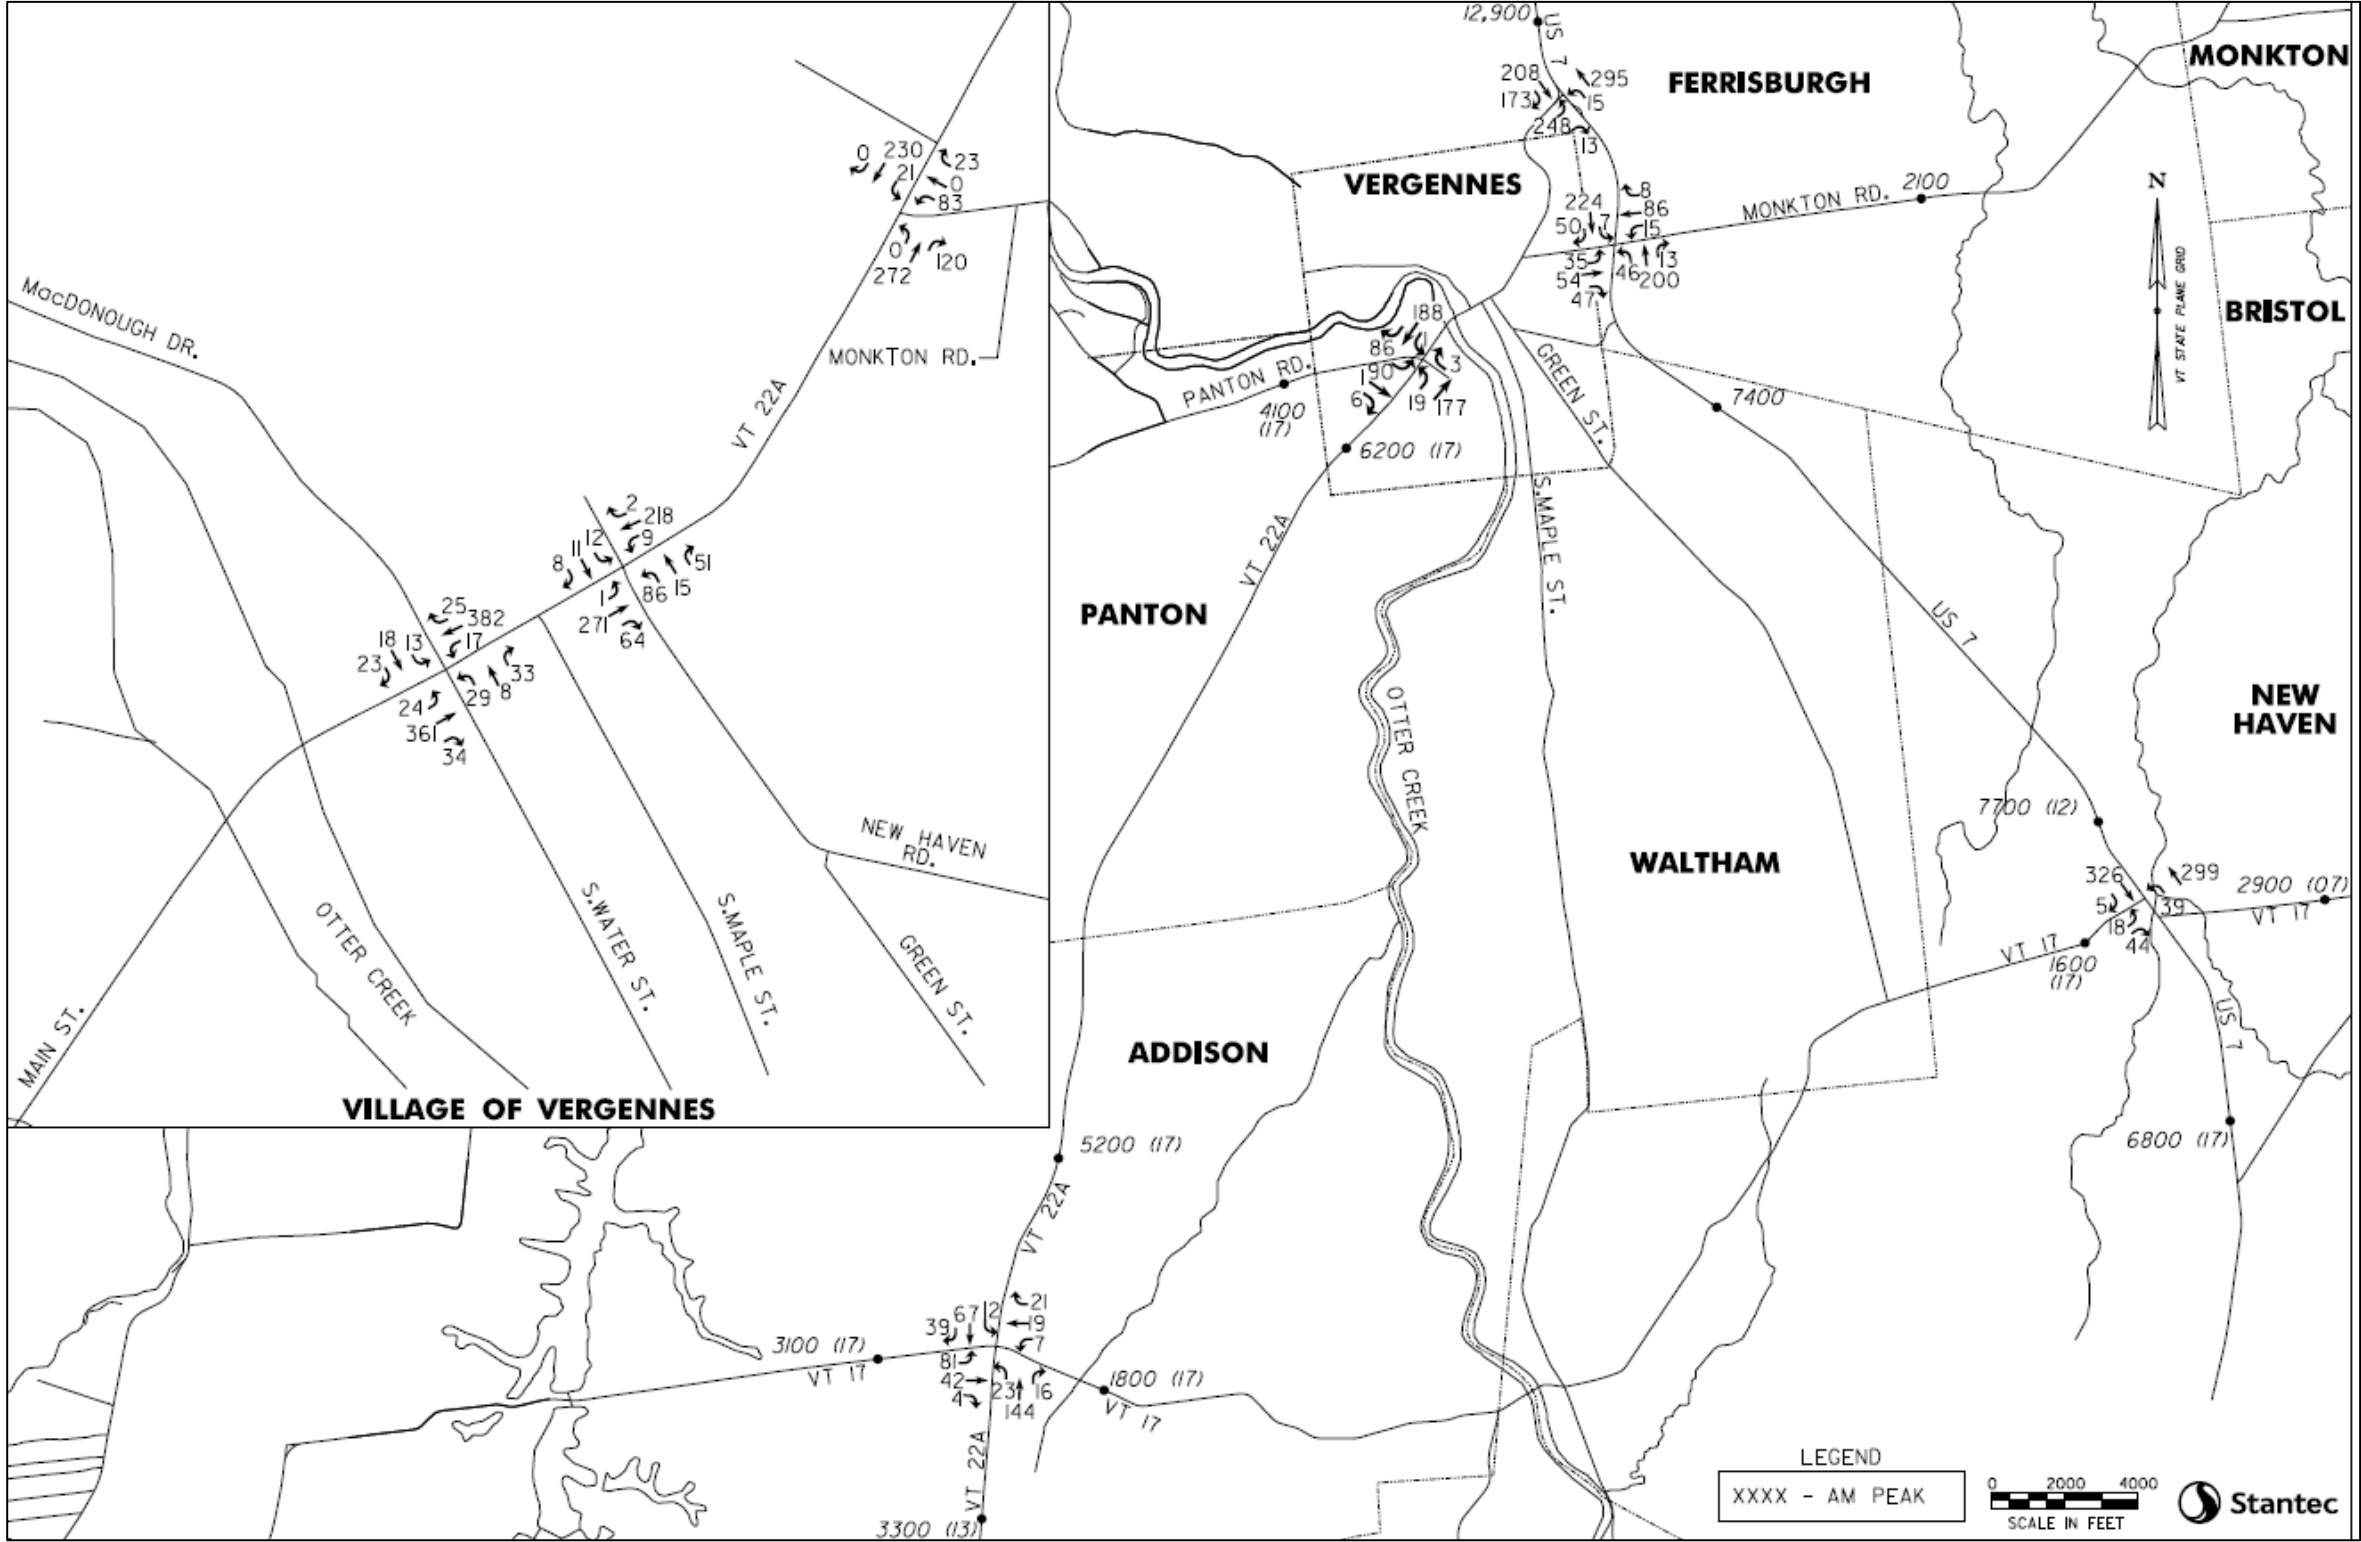 12,900
US 7
MONKTON
208
295
173
15
FERRISBURGH
248
13
0
230
21
23
0
83
0
272
120
VERGENNES
N
VT STATE PLANE GRID
2100
MONKTON RD.
8
224
86
50
7
15
35
46
13
54
200
47
MacDONOUGH DR.
BRISTOL
MONKTON RD.
188
86
1
190
3
6
19
177
PANTON RD.
4100
(17)
GREEN ST.
7400
VT 22A
6200 (17)
2
218
12
9
11
8
51
1
86
15
271
64
S.MAPLE ST.
VT 22A
PANTON
US 7
25
382
18
13
17
23
33
29
8
24
361
34
OTTER CREEK
NEW
HAVEN
7700 (12)
NEW HAVEN
RD.
WALTHAM
326
299
2900 (07)
5
39
VT 17
18
44
VT 17
1600
(17)
S.WATER ST.
S.MAPLE ST.
GREEN ST.
OTTER CREEK
MAIN ST.
US 7
ADDISON
VILLAGE OF VERGENNES
5200 (17)
6800 (17)
VT 22A
67
12
21
39
19
7
3100 (17)
VT 17
81
42
4
23
16
144
1800 (17)
VT 17
VT 22A
3300 (13)
LEGEND
XXXX - AM PEAK
0 2000 4000
SCALE IN FEET
Stantec